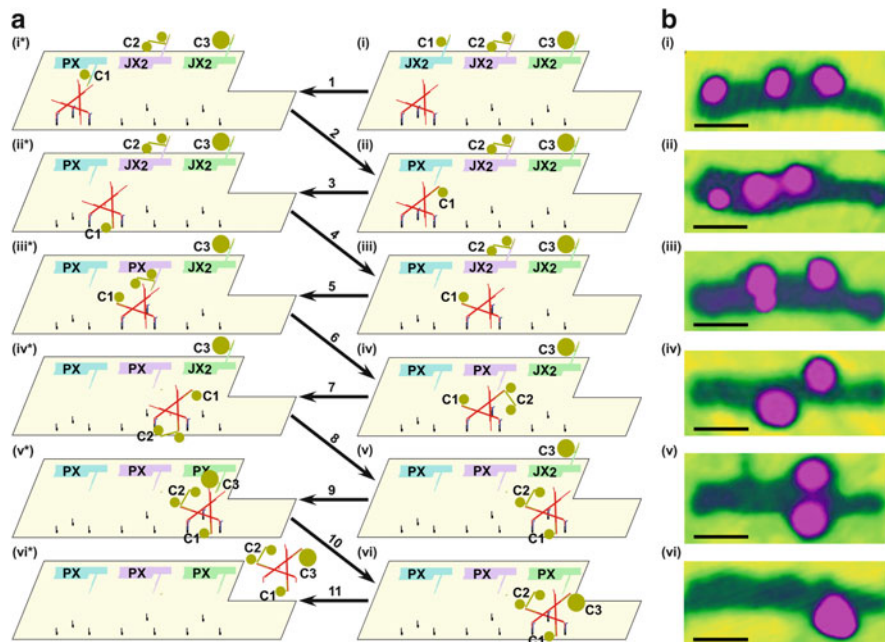 a
b
(i*)
C2
C3
PX
JX2
JX2
C1
1
(i)
C1
C2
C3
JX2
JX2
JX2
(i)
2
(ii*)
C2
C3
PX
JX2
JX2
C1
3
(ii)
C2
C3
PX
JX2
JX2
C1
(ii)
4
(iii*)
C3
PX
PX
JX2
C1
5
(iii)
C2
C3
PX
JX2
JX2
C1
(iii)
6
(iv*)
C3
PX
PX
JX2
C1
C2
7
(iv)
C3
PX
PX
JX2
C1
C2
(iv)
8
(v*)
PX
PX
PX
C2
C3
C1
9
(v)
C3
PX
PX
JX2
C2
C1
(v)
10
(vi*)
C2
C3
PX
PX
PX
C1
11
(vi)
PX
PX
PX
C2
C3
C1
(vi)